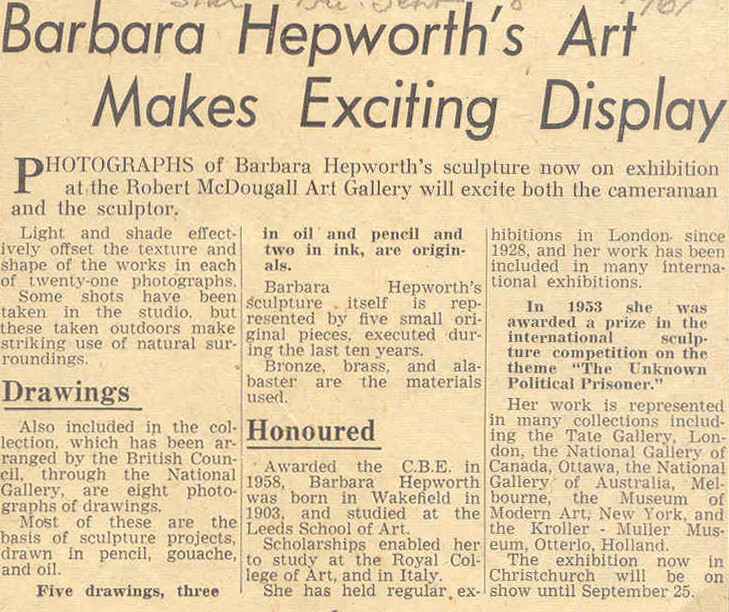 Barbara Hepworth's Art
Makes Exciting Display
PHOTOGRAPHS of Barbara Hepworth's sculpture now on exhibition
at the Robert McDougall Art Gallery will excite both the cameraman
and the sculptor.
Light and shade effect-
ively offset the texture and
shape of the works in each
of twenty-one photographs.
Some shots have been
taken in the studio, but
these taken outdoors make
striking use of natural sur-
roundings.
Drawings
Also included in the col-
lection, which has been ar-
ranged by the British Coun-
cil, through the National
Gallery, are eight photo-
graphs of drawings.
Most of these are the
basis of sculpture projects,
drawn in pencil, gouache,
and oil.
Five drawings, three
in oil and pencil and
two in ink, are origin-
als.
Barbara Hepworth's
sculpture itself is rep-
resented by five small ori-
ginal pieces, executed dur-
ing the last ten years.
Bronze, brass, and ala-
baster are the materials
used.
Honoured
Awarded the C.B.E. in
1958, Barbara Hepworth
was born in Wakefield in
1903, and studied at the
Leeds School of Art.
Scholarships enabled her
to study at the Royal Col-
lege of Art, and in Italy.
She has held regular ex-
hibitions in London since
1928, and her work has been
included in many interna-
tional exhibitions.
In 1953 she was
awarded a prize in the
international sculp-
ture competition on the
theme "The Unknown
Political Prisoner."
Her work is represented
in many collections includ-
ing the Tate Gallery, Lon-
don, the National Gallery of
Canada, Ottawa, the National
Gallery of Australia, Mel-
bourne, the Museum of
Modern Art, New York, and
the Kroller - Muller Mus-
eum, Otterlo, Holland.
The exhibition now in
Christchurch will be on
show until September 25.